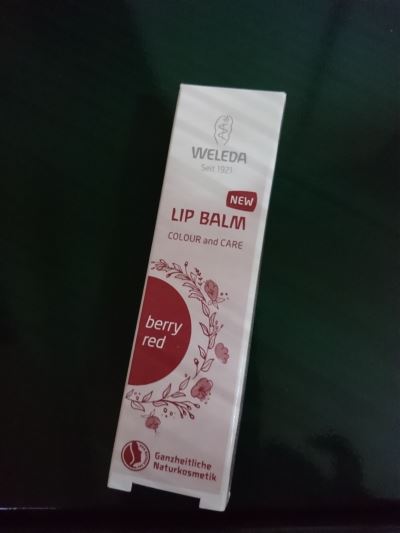 WELEDA
Seit 1921
NEW
LIP BALM
COLOUR and CARE
berry
red
Ganzheitliche
Naturkosmetik